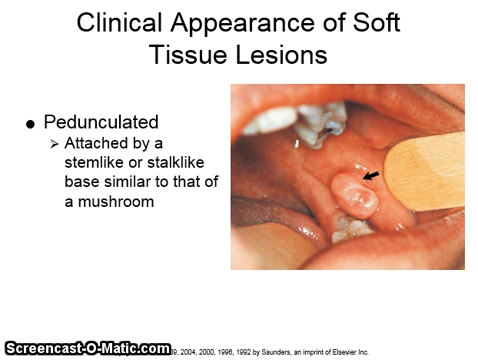 Clinical Appearance of Soft
Tissue Lesions
● Pedunculated
➢ Attached by a
stemlike or stalklike
base similar to that of
a mushroom
2004, 2000, 1996, 1992 by Saunders, an imprint of Elsevier Inc.
Screencast-O-Matic.com